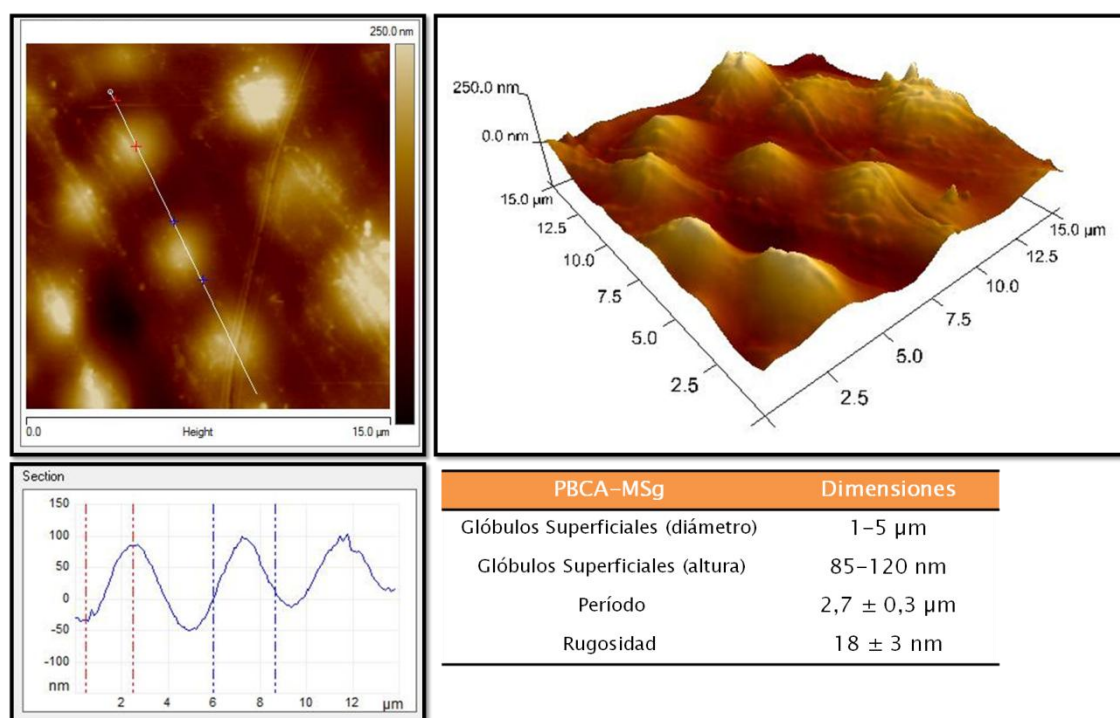 250.0 nm
0.0
Height
15.0 µm
250.0 nm
0.0 nm
15.0 µm
12.5
10.0
7.5
5.0
2.5
15.0 µm
12.5
10.0
7.5
5.0
2.5
Section
150
100
50
0
-50
-100
nm
2
4
6
8
10
12
µm
PBCA-MSg Dimensiones
Glóbulos Superficiales (diámetro) 1-5 µm
Glóbulos Superficiales (altura) 85-120 nm
Período 2,7 ± 0,3 µm
Rugosidad 18 ± 3 nm